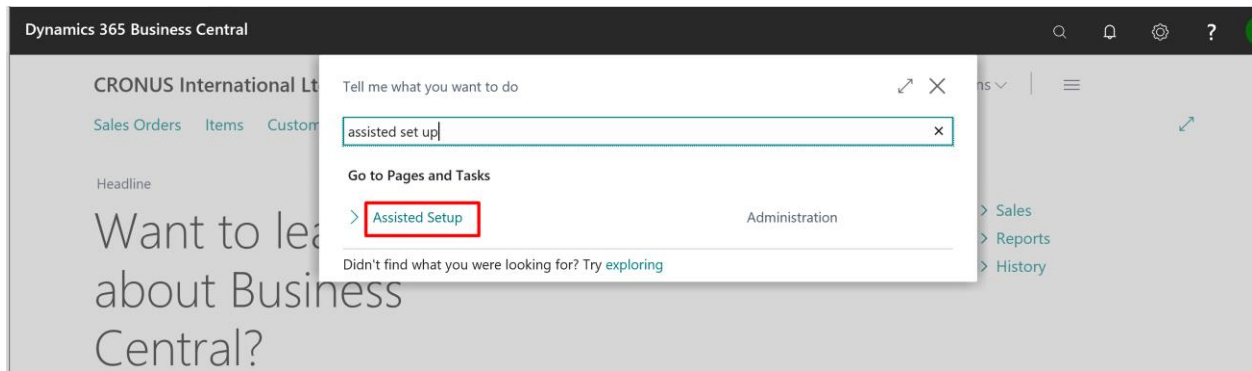 Dynamics 365 Business Central
?
CRONUS International Lt
Tell me what you want to do
ns
Sales Orders Items Custom
assisted set up
Go to Pages and Tasks
Headline
Assisted Setup Administration
Want to lea
about Business
Central?
Didn't find what you were looking for? Try exploring
Sales
Reports
History